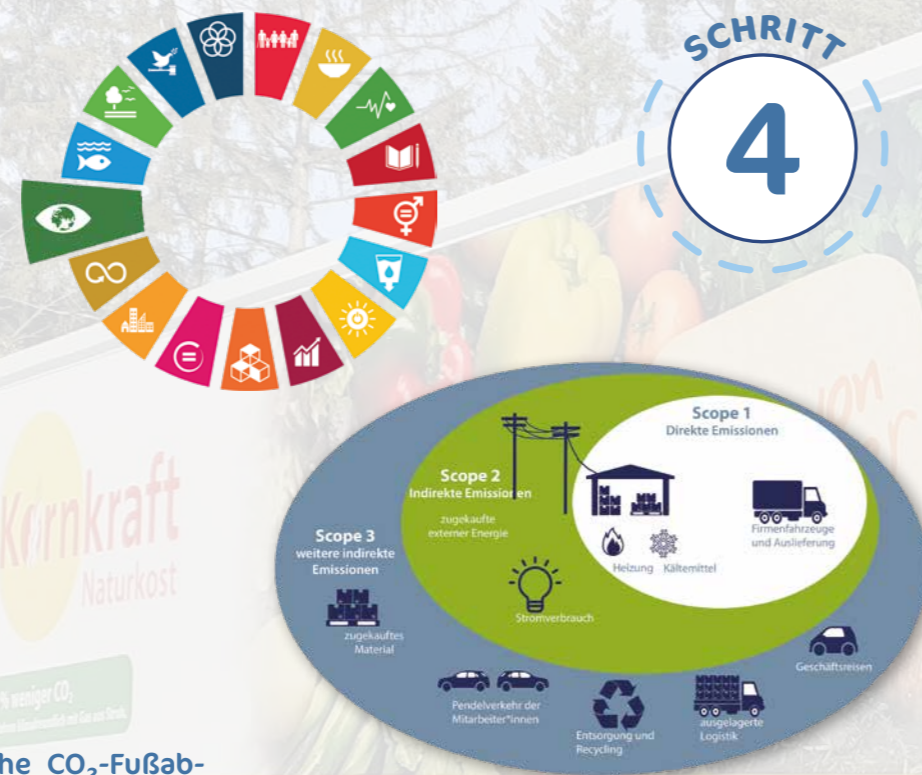 SCHRITT
4
Scope 1
Direkte Emissionen
Scope 2
Indirekte Emissionen
zugekaufte
externer Energie
Scope 3
weitere indirekte
Emissionen
Firmenfahrzeuge
und Auslieferung
Heizung Kältemittel
Stromverbrauch
zugekauftes
Material
Geschäftsreisen
Pendelverkehr der
Mitarbeiter*innen
Entsorgung und
Recycling
ausgelagerte
Logistik
von
Kornkraft
Naturkost
% weniger CO₂
che CO₂-Fußab-